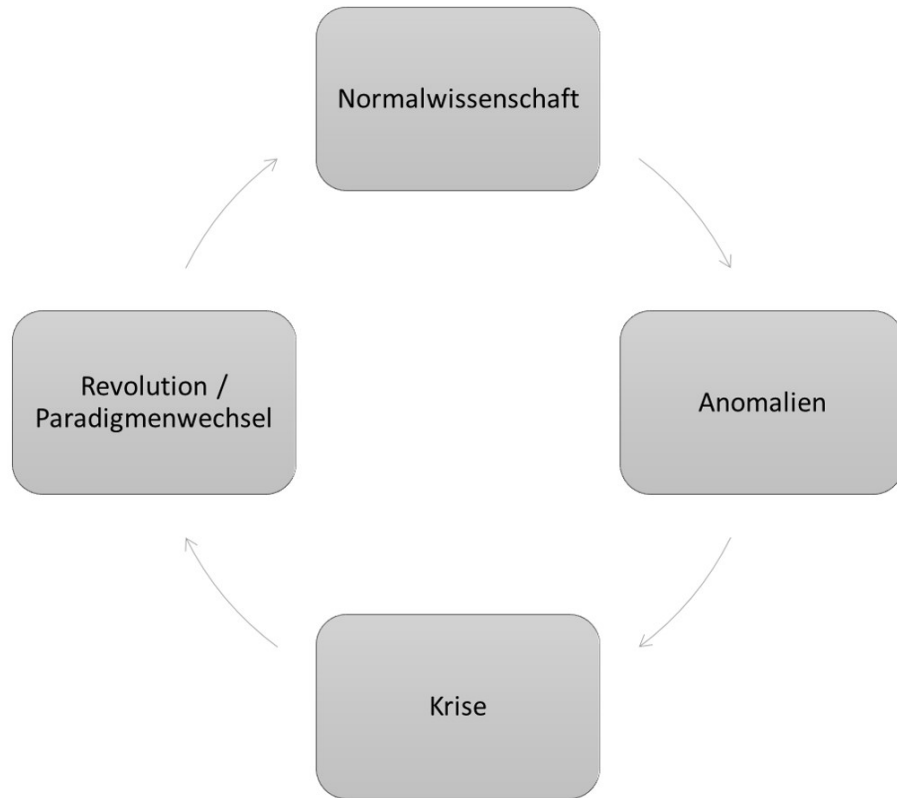 Normalwissenschaft
Revolution /
Paradigmenwechsel
Anomalien
Krise